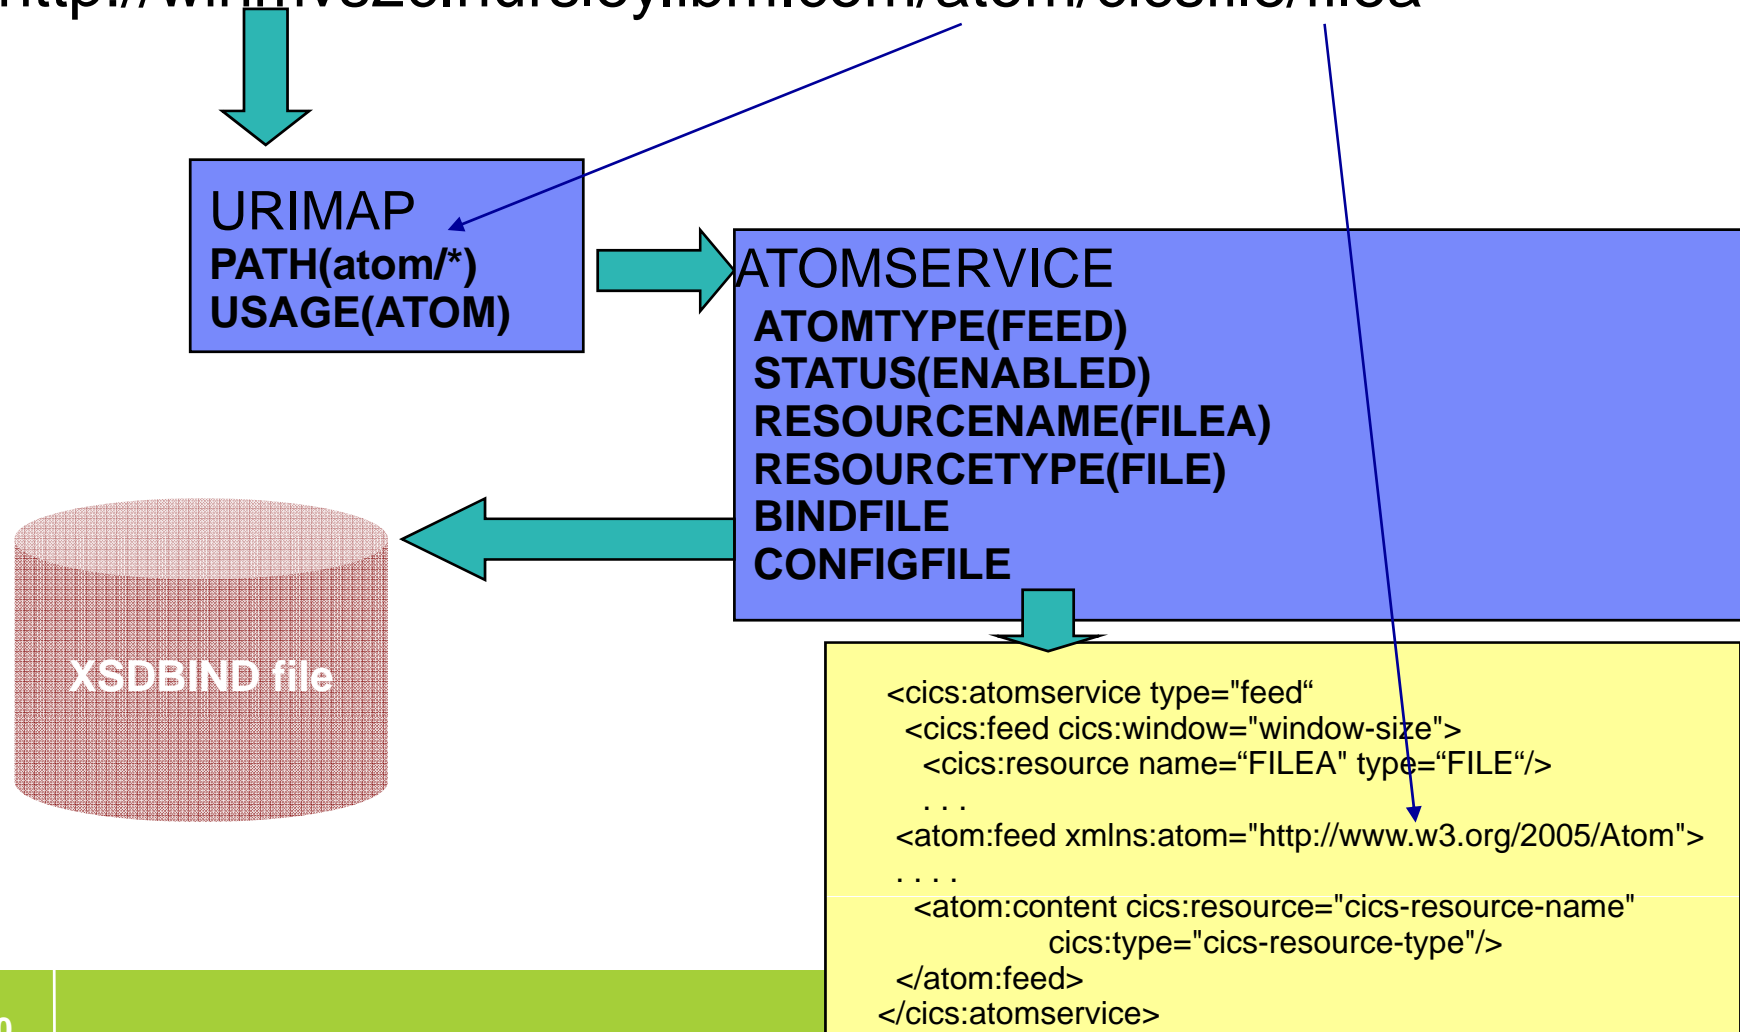 URIMAP
PATH(atom/*)
USAGE(ATOM)
ATOMSERVICE
ATOMTYPE(FEED)
STATUS(ENABLED)
RESOURCENAME(FILEA)
RESOURCETYPE(FILE)
BINDFILE
CONFIGFILE
XSDBIND file
<cics:atomservice type="feed“
<cics:feed cics:window="window-size">
<cics:resource name=“FILEA" type=“FILE“/>
. . .
<atom:feed xmlns:atom="http://www.w3.org/2005/Atom">
. . . .
<atom:content cics:resource="cics-resource-name"
cics:type="cics-resource-type"/>
</atom:feed>
</cics:atomservice>